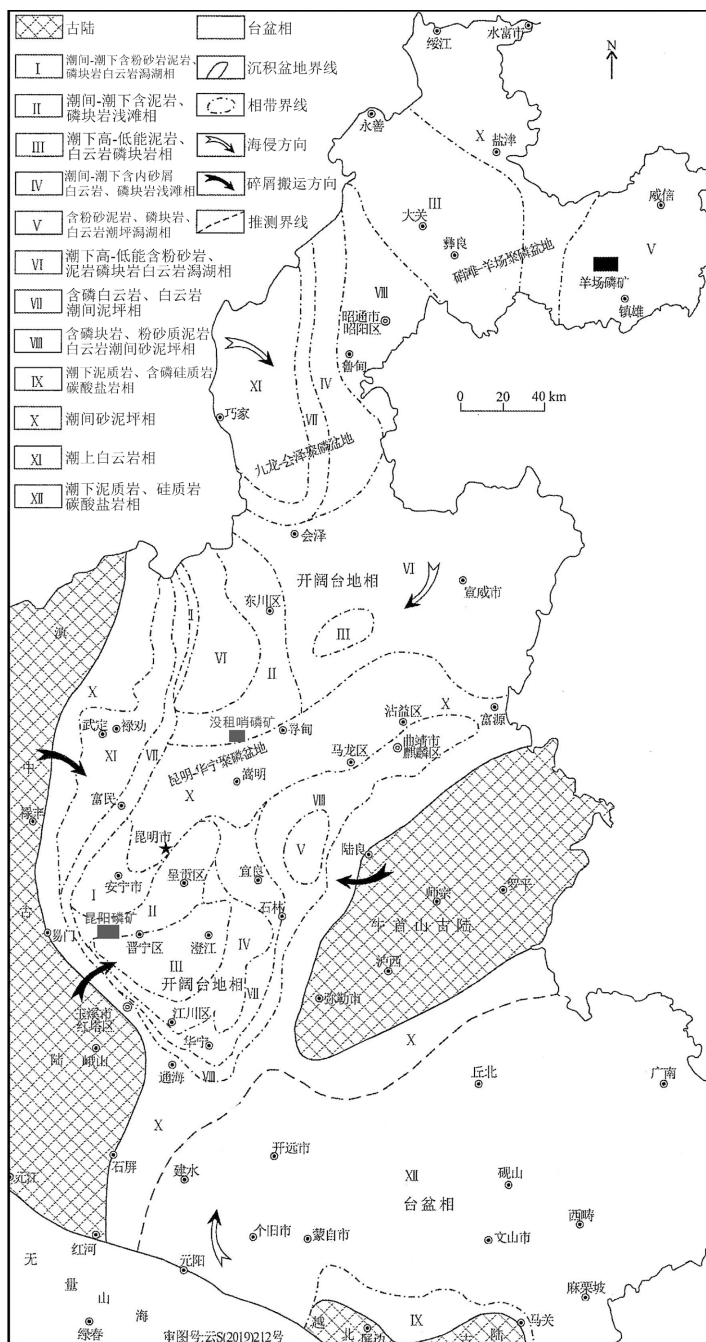 古陆
台盆相
I
潮间-潮下含粉砂岩泥岩、
磷块岩白云岩潟湖相
沉积盆地界线
II
潮间-潮下含泥岩、
磷块岩浅滩相
相带界线
III
潮下高-低能泥岩、
白云岩磷块岩相
海侵方向
IV
潮间-潮下含内砂屑
白云岩、磷块岩浅滩相
碎屑搬运方向
V
含粉砂泥岩、磷块岩、
白云岩潮坪潟湖相
推测界线
VI
潮下高-低能含粉砂岩、
泥岩磷块岩白云岩潟湖相
VII
含磷白云岩、白云岩
潮间泥坪相
VIII
含磷块岩、粉砂质泥岩
白云岩潮间砂泥坪相
IX
潮下泥质岩、含磷硅质岩
碳酸盐岩相
X
潮间砂泥坪相
XI
潮上白云岩相
XII
潮下泥质岩、硅质岩
碳酸盐岩相
N
0 20 40 km
绥江
水富市
永善
X
盐津
III
大关
彝良
威信
V
硝滩-羊场聚磷盆地
羊场磷矿
镇雄
VIII
昭通市
昭阳区
鲁甸
XI
IV
VII
巧家
九龙-会泽聚磷盆地
会泽
开阔台地相
VI
宣威市
东川区
II
III
VI
II
滇
X
武定
禄劝
没租哨磷矿
寻甸
沾益区
X
X
富源
曲靖市
麒麟区
马龙区
XI
VII
昆明-华宁聚磷盆地
嵩明
X
中
禄丰
富民
昆明市
VIII
V
陆良
安宁市
I
呈贡区
宜良
II
师宗
罗平
牛首山古陆
石林
昆阳磷矿
古
易门
晋宁区
澄江
IV
III
开阔台地相
泸西
VII
弥勒市
玉溪市
红塔区
江川区
华宁
陆
峨山
通海
VIII
X
丘北
广南
X
石屏
开远市
元江
建水
XII
砚山
台盆相
西畴
个旧市
蒙自市
文山市
红河
元阳
麻栗坡
无量山海
绿春
IX
马关
越北古陆
审图号:云S(2019)212号